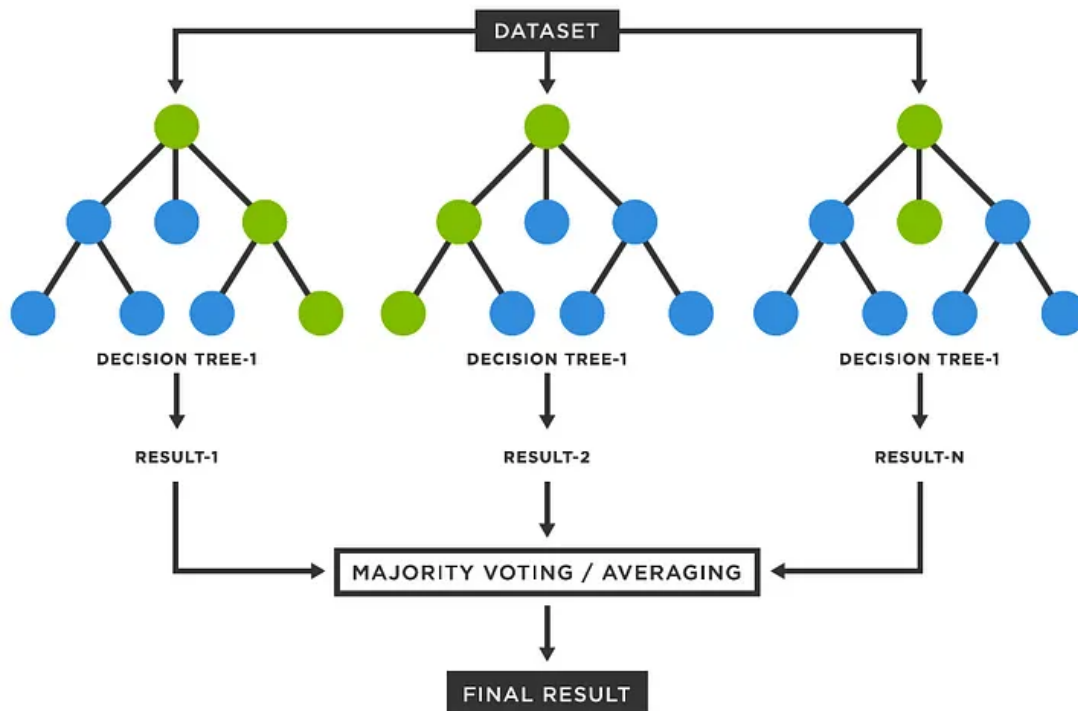 DATASET
DECISION TREE-1
DECISION TREE-1
DECISION TREE-1
RESULT-1
RESULT-2
RESULT-N
MAJORITY VOTING / AVERAGING
FINAL RESULT